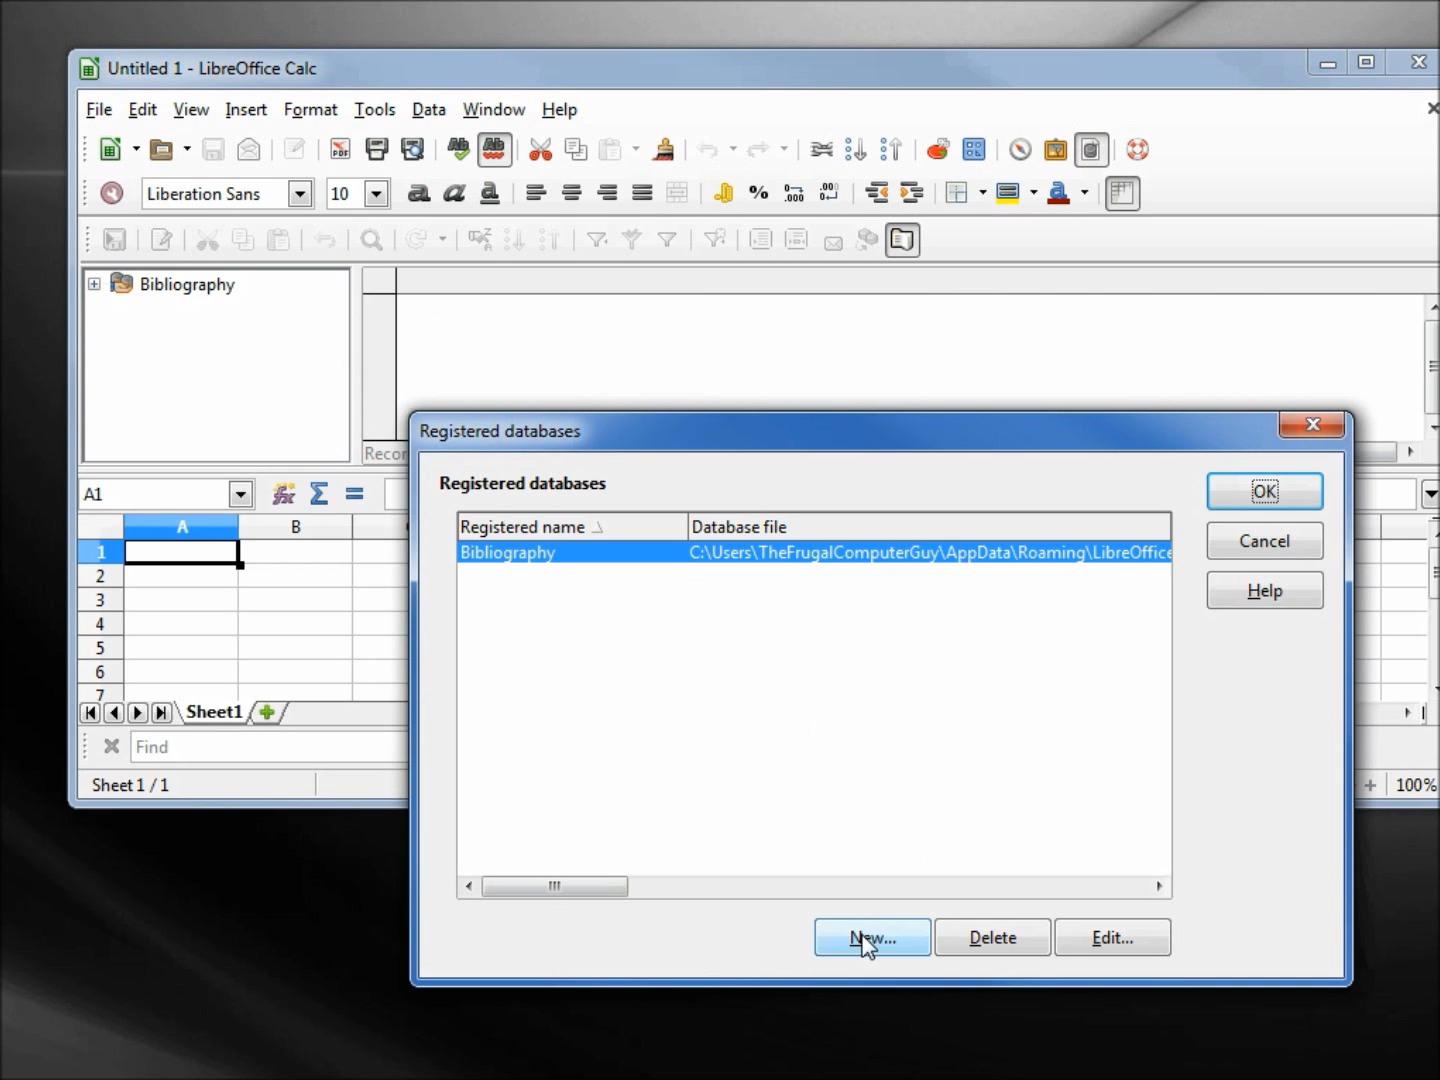 Untitled 1 - LibreOffice Calc
File Edit View Insert Format Tools Data Window Help
Liberation Sans 10
Bibliography
Recor
Registered databases
Registered databases
OK
Registered name Database file
Bibliography C:\Users\TheFrugalComputerGuy\AppData\Roaming\LibreOffice
Cancel
Help
A1
A B
1
2
3
4
5
6
7
Sheet1
Find
Sheet 1 / 1
100%
New... Delete Edit...